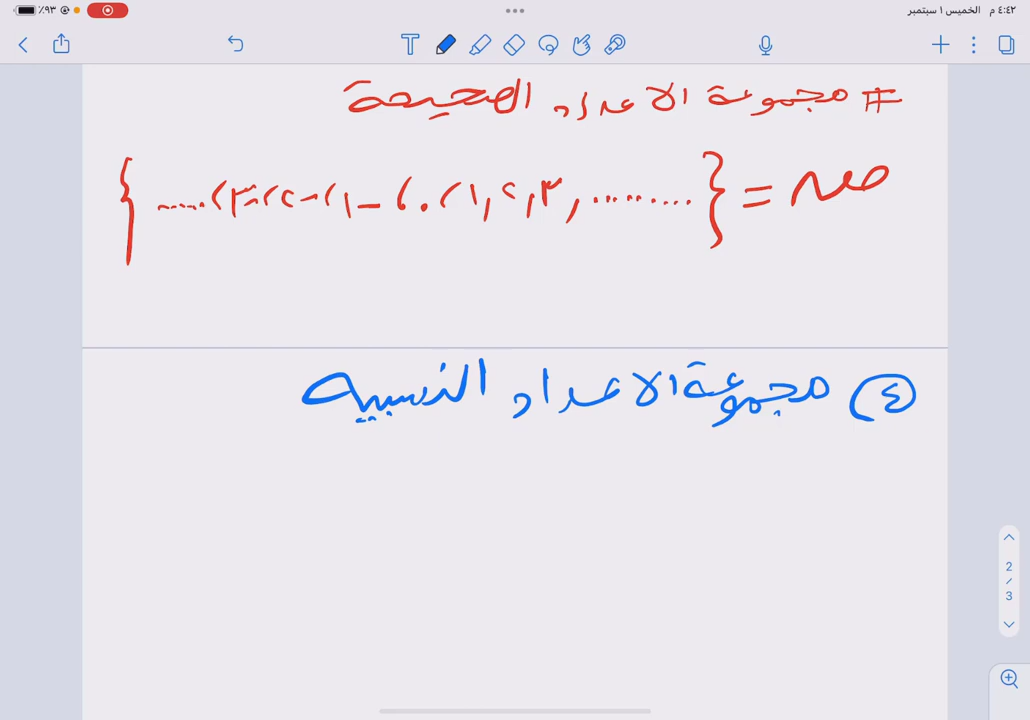 ٤:٤٢ م الخميس ١ سبتمبر
٪٩٣
# مجموعة الاعداد الصحيحة
صـ = { ......... , ٣ , ٢ , ١ ، ٠ ، -١ ، -٢ ، -٣ ، ..... }
٤ مجموعة الاعداد النسبيه
2
/
3